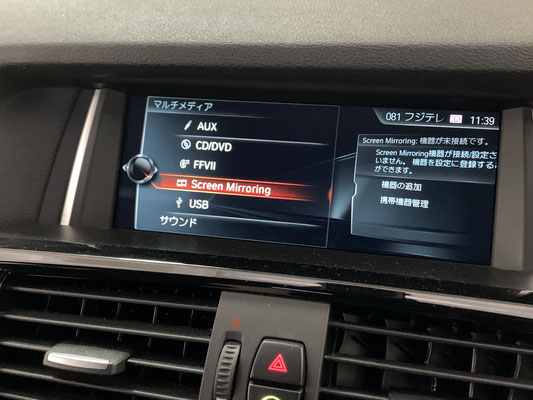 マルチメディア
081 フジテレ 11:39
AUX
CD/DVD
FFVII
Screen Mirroring
USB
サウンド
Screen Mirroring: 機器が未接続です。
Screen Mirroring機器が接続/設定さ
いません。機器を設定に登録する
ができます。
機器の追加
携帯機器管理